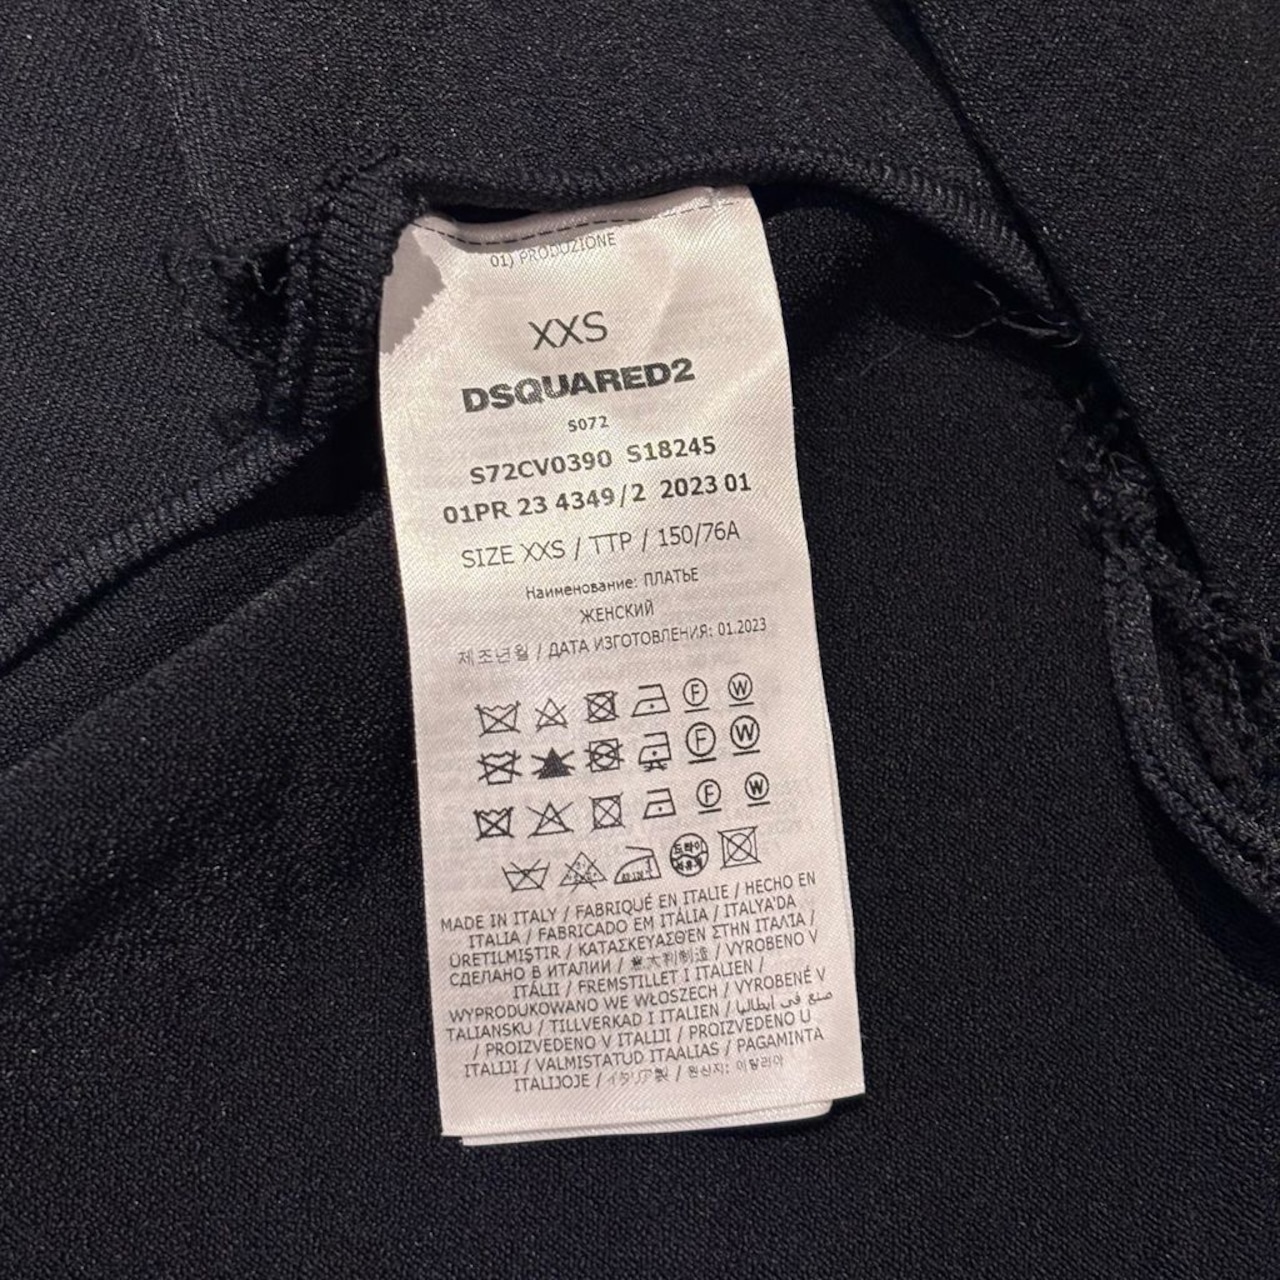 01) PRODUZIONE
XXS
DSQUARED2
S072
S72CV0390 S18245
01PR 23 4349/2 2023 01
SIZE XXS / TTP / 150/76A
Наименование: ПЛАТЬЕ
ЖЕНСКИЙ
제조년월 / ДАТА ИЗГОТОВЛЕНИЯ: 01.2023
F W
F W
F W
드라이
MADE IN ITALY / FABRIQUÉ EN ITALIE / HECHO EN
ITALIA / FABRICADO EM ITÁLIA / ITALYA'DA
ÜRETILMIŞTIR / ΚΑΤΑΣΚΕΥΑΣΘΕΝ ΣΤΗΝ ΙΤΑΛΙΑ /
СДЕЛАНО В ИТАЛИИ / 意大利制造 / VYROBENO V
ITÁLII / FREMSTILLET I ITALIEN /
WYPRODUKOWANO WE WŁOSZECH / VYROBENÉ V
TALIANSKU / TILLVERKAD I ITALIEN / صنع في ايطاليا
/ PROIZVEDENO V ITALIJI / PROIZVEDENO U
ITALIJI / VALMISTATUD ITAALIAS / PAGAMINTA
ITALIJOJE / イタリア製 / 원산지: 이탈리아